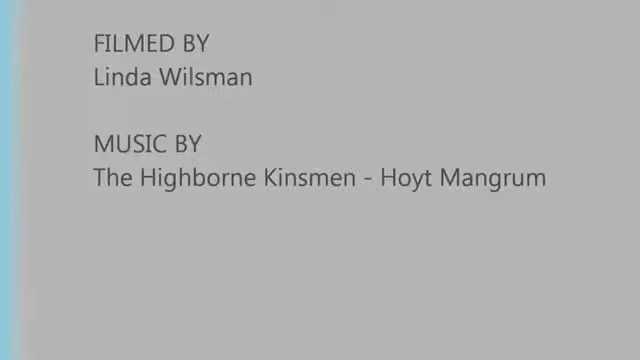 FILMED BY
Linda Wilsman
MUSIC BY
The Highborne Kinsmen - Hoyt Mangrum